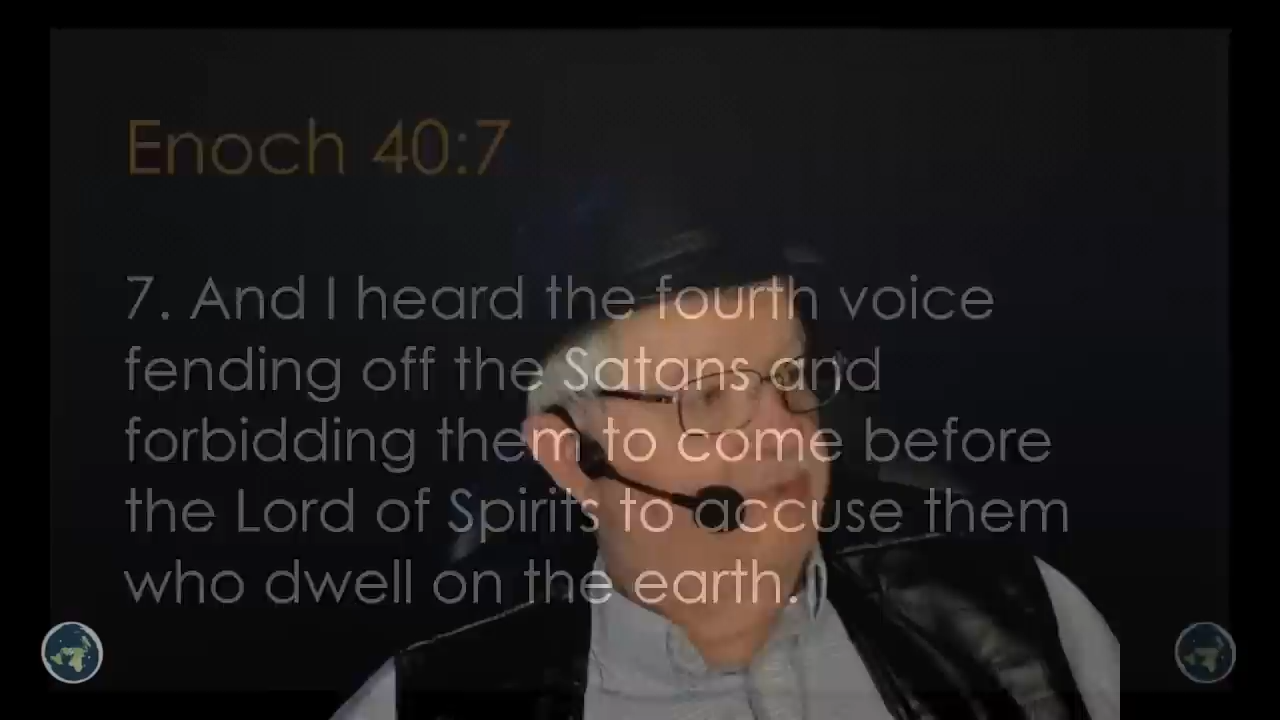 Enoch 40:7
7. And I heard the fourth voice
fending off the Satans and
forbidding them to come before
the Lord of Spirits to accuse them
who dwell on the earth.